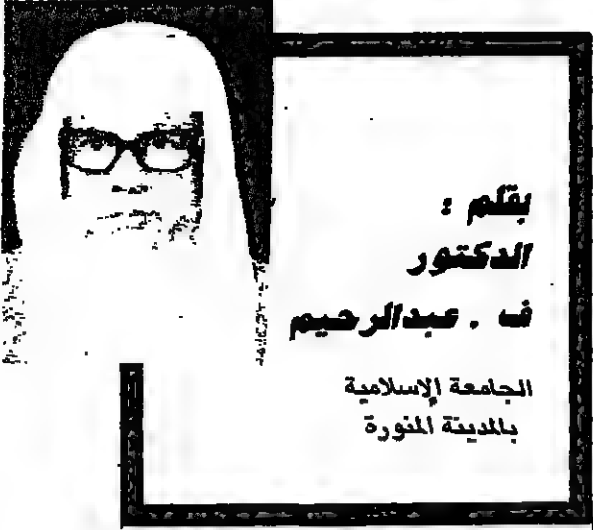 بقلم :
الدكتور
ف . عبدالرحيم
الجامعة الإسلامية
بالمدينة المنورة